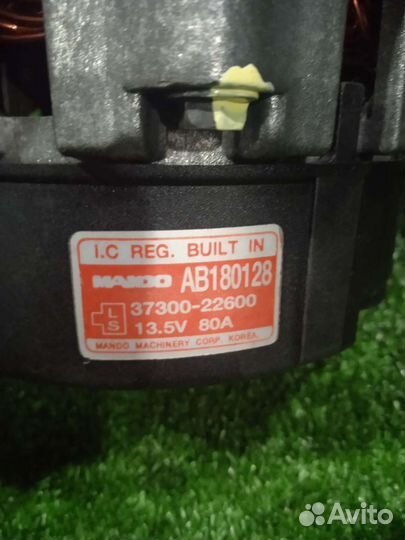 I.C REG. BUILT IN
MANDO AB180128
L 37300-22600
S 13.5V 80A
MANDO MACHINERY CORP. KOREA.
Avito